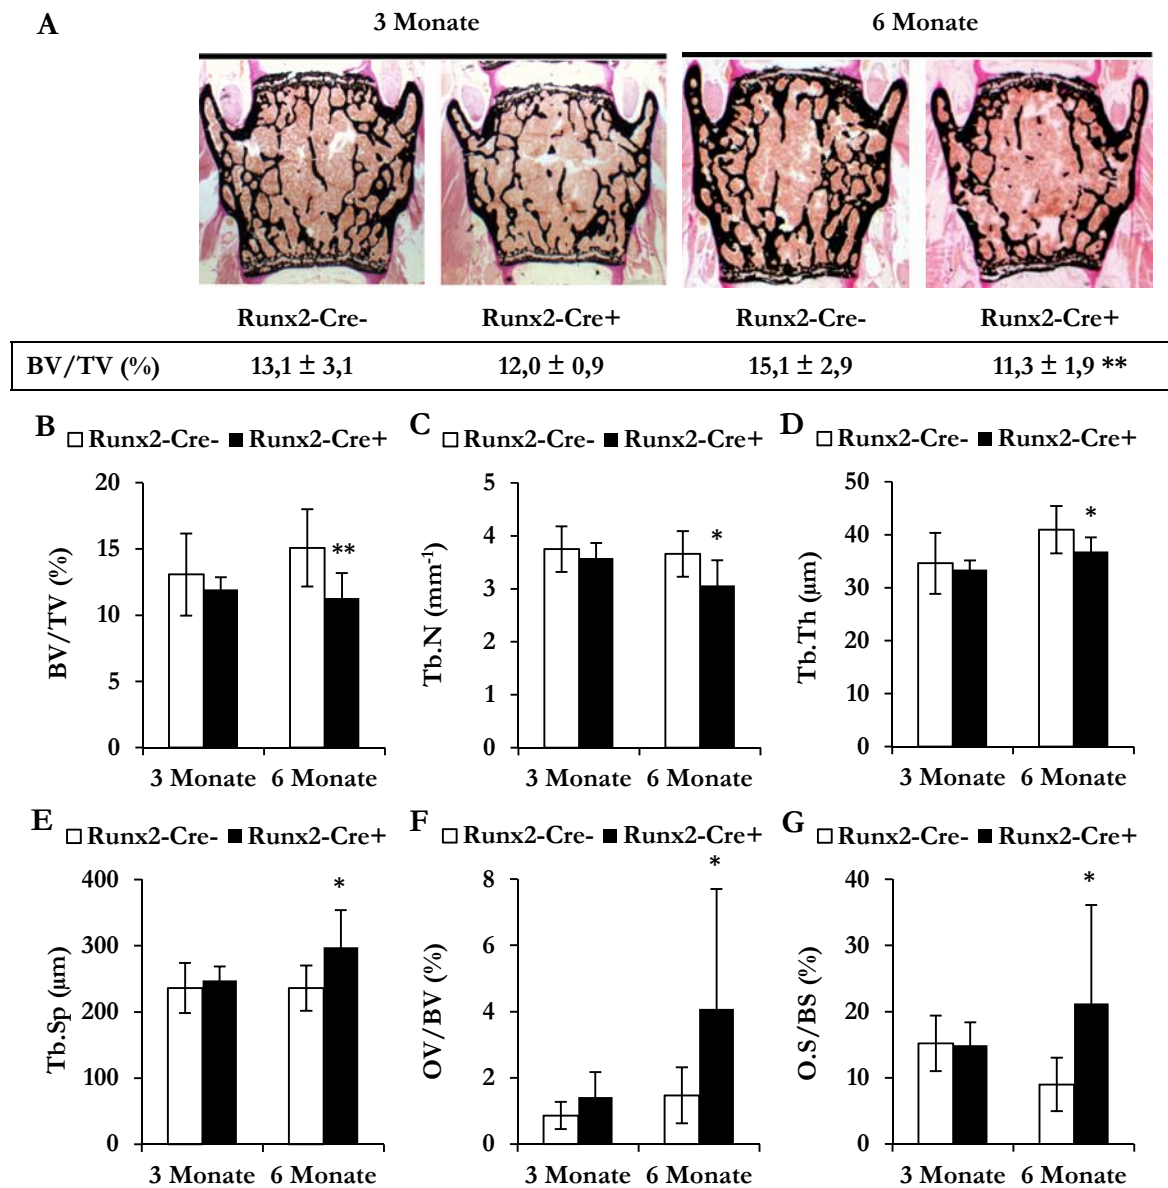 A
3 Monate 6 Monate
Runx2-Cre- Runx2-Cre+ Runx2-Cre- Runx2-Cre+
BV/TV (%) 13,1 ± 3,1 12,0 ± 0,9 15,1 ± 2,9 11,3 ± 1,9 **
B Runx2-Cre- Runx2-Cre+
BV/TV (%)
20
15
10
5
0
**
3 Monate 6 Monate
C Runx2-Cre- Runx2-Cre+
Tb.N (mm⁻¹)
5
4
3
2
1
0
*
3 Monate 6 Monate
D Runx2-Cre- Runx2-Cre+
Tb.Th (µm)
50
40
30
20
10
0
*
3 Monate 6 Monate
E Runx2-Cre- Runx2-Cre+
Tb.Sp (µm)
400
300
200
100
0
*
3 Monate 6 Monate
F Runx2-Cre- Runx2-Cre+
OV/BV (%)
8
6
4
2
0
*
3 Monate 6 Monate
G Runx2-Cre- Runx2-Cre+
O.S/BS (%)
40
30
20
10
0
*
3 Monate 6 Monate